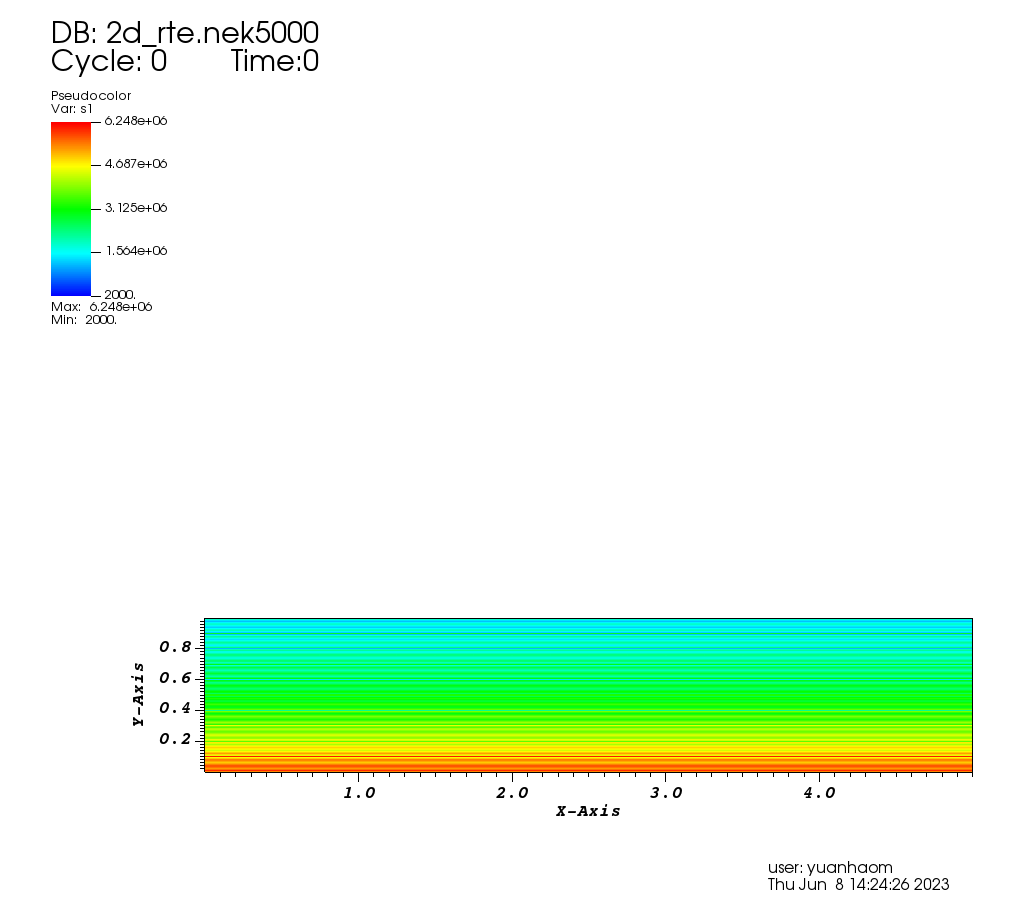 DB: 2d_rte.nek5000
Cycle: 0 Time:0
Pseudocolor
Var: s1
6.248e+06
4.687e+06
3.125e+06
1.564e+06
2000.
Max: 6.248e+06
Min: 2000.
0.8
0.6
0.4
0.2
Y-Axis
1.0 2.0 3.0 4.0
X-Axis
user: yuanhaom
Thu Jun 8 14:24:26 2023